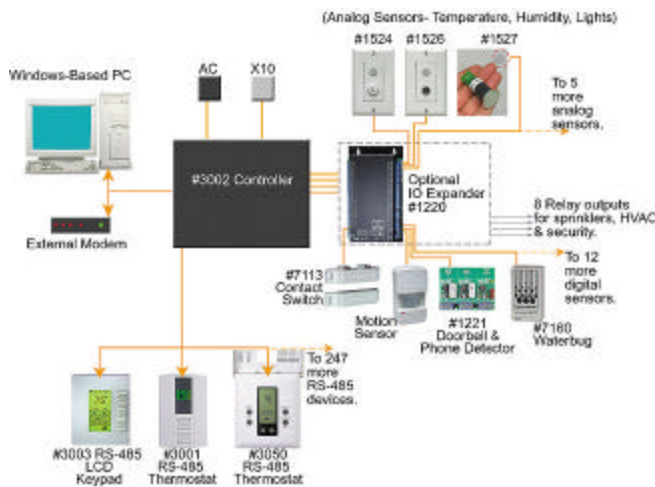 (Analog Sensors- Temperature, Humidity, Lights)
#1524
#1526
#1527
Windows-Based PC
AC
X10
To 5
more
analog
sensors.
#3002 Controller
Optional
IO Expander
#1220
8 Relay outputs
for sprinklers, HVAC
& security.
External Modem
To 12
more
digital
sensors.
#7113
Contact
Switch
Motion
Sensor
#1221
Doorbell &
Phone Detector
#7160
Waterbug
To 247
more
RS-485
devices.
#3003 RS-485
LCD
Keypad
#3001
RS-485
Thermostat
#3050
RS-485
Thermostat